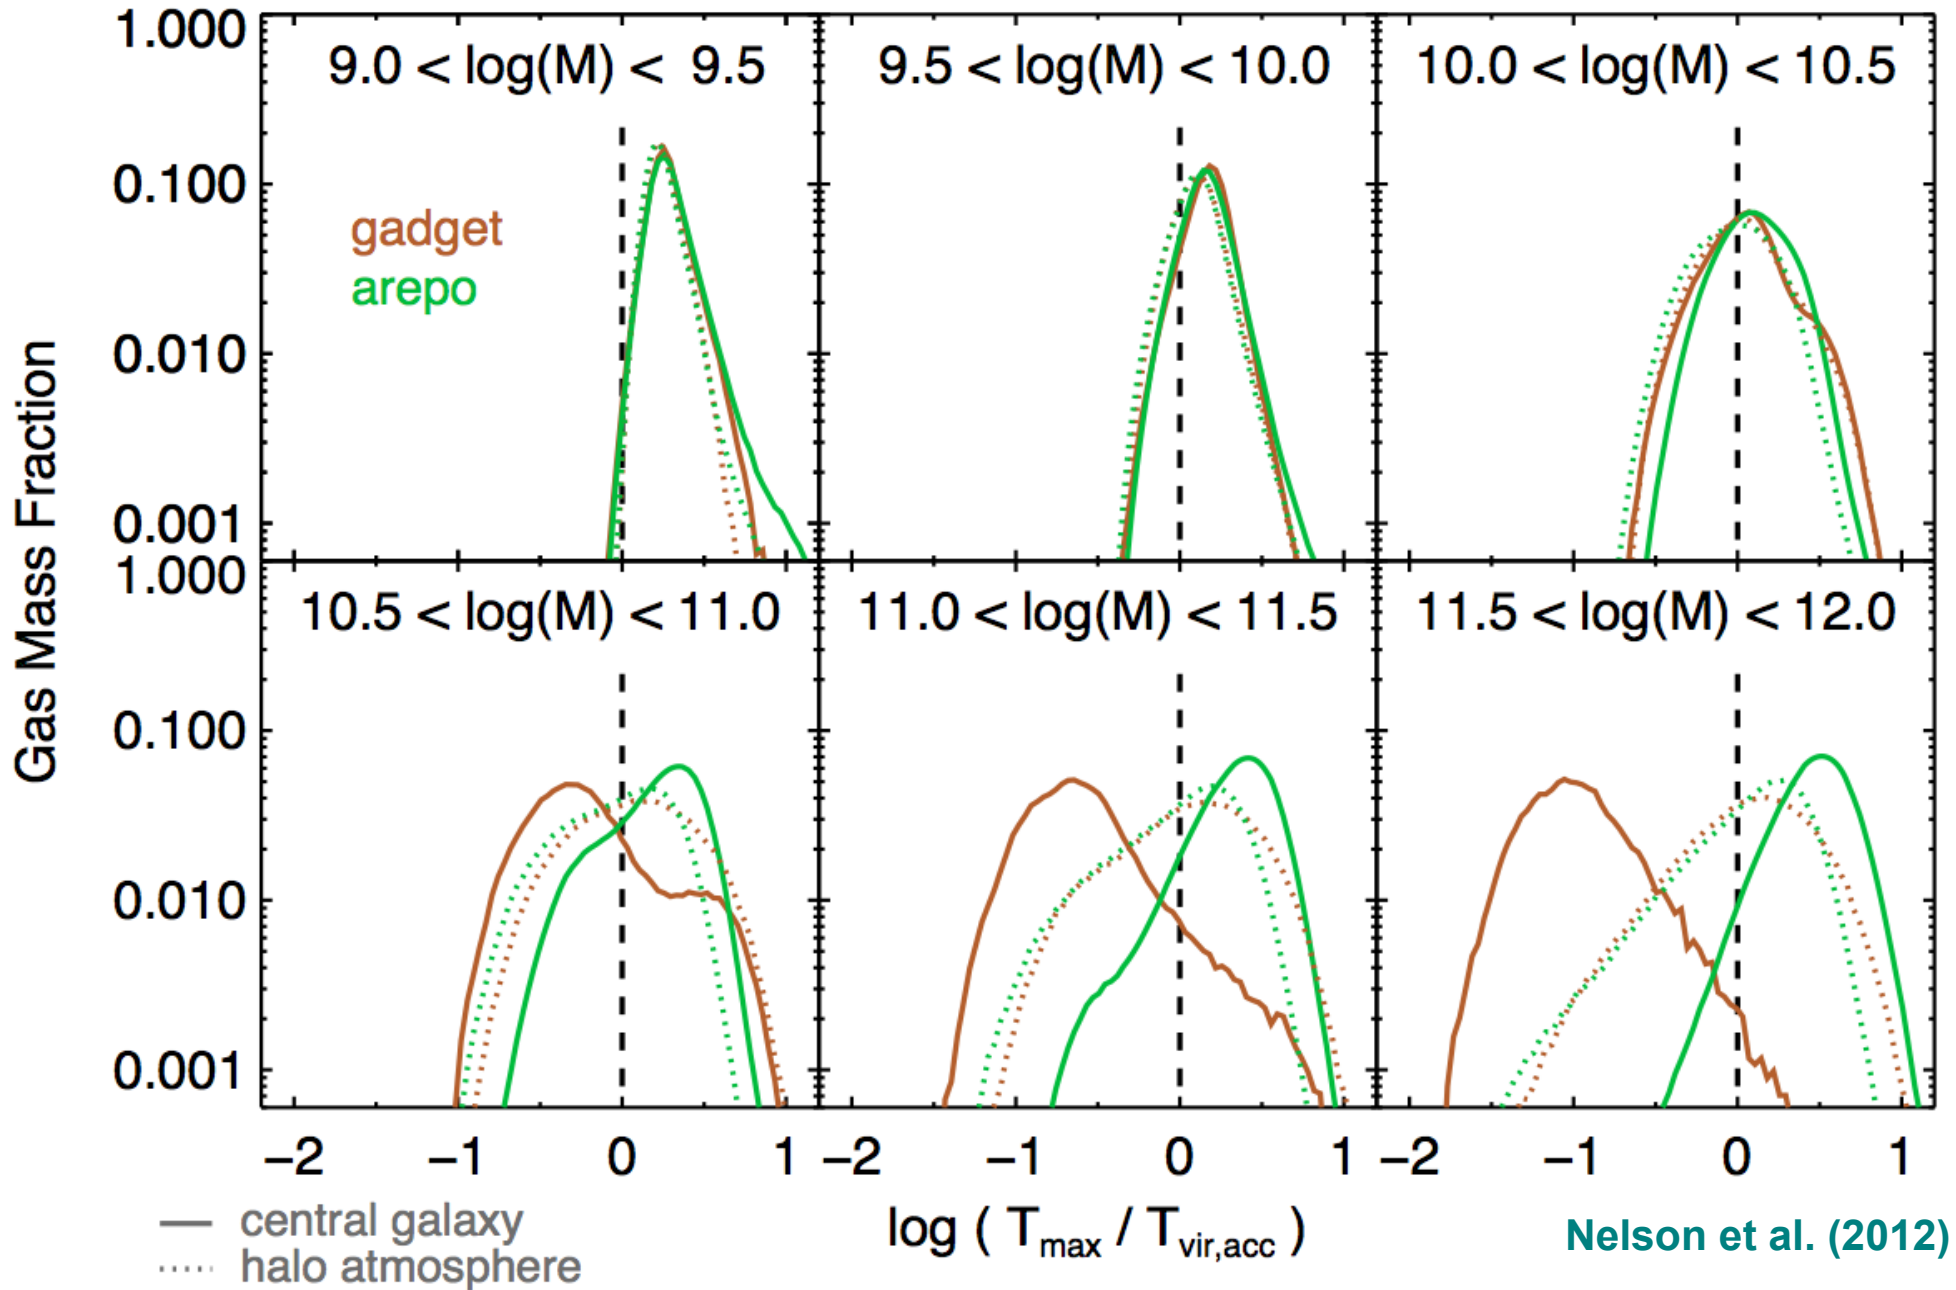 Gas Mass Fraction
1.000
0.100
0.010
0.001
9.0 < log(M) < 9.5
9.5 < log(M) < 10.0
10.0 < log(M) < 10.5
gadget
arepo
1.000
0.100
0.010
0.001
10.5 < log(M) < 11.0
11.0 < log(M) < 11.5
11.5 < log(M) < 12.0
−2 −1 0 1 −2 −1 0 1 −2 −1 0 1
log ( Tmax / Tvir,acc )
central galaxy
halo atmosphere
Nelson et al. (2012)